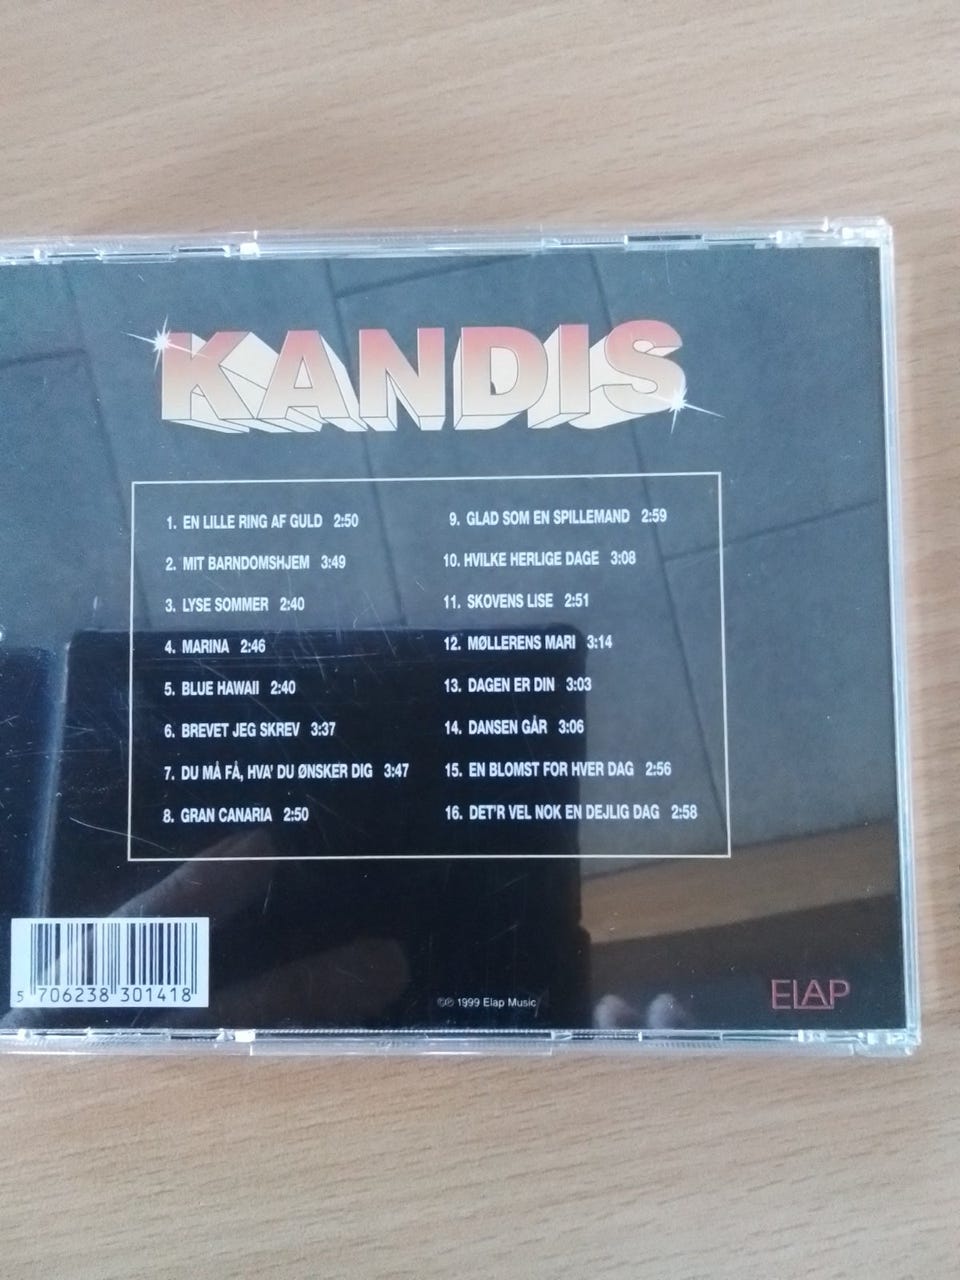 KANDIS
1. EN LILLE RING AF GULD 2:50
2. MIT BARNDOMSHJEM 3:49
3. LYSE SOMMER 2:40
4. MARINA 2:46
5. BLUE HAWAII 2:40
6. BREVET JEG SKREV 3:37
7. DU MÅ FÅ, HVA' DU ØNSKER DIG 3:47
8. GRAN CANARIA 2:50
9. GLAD SOM EN SPILLEMAND 2:59
10. HVILKE HERLIGE DAGE 3:08
11. SKOVENS LISE 2:51
12. MØLLERENS MARI 3:14
13. DAGEN ER DIN 3:03
14. DANSEN GÅR 3:06
15. EN BLOMST FOR HVER DAG 2:56
16. DET'R VEL NOK EN DEJLIG DAG 2:58
5 706238 301418
©℗ 1999 Elap Music
ELAP